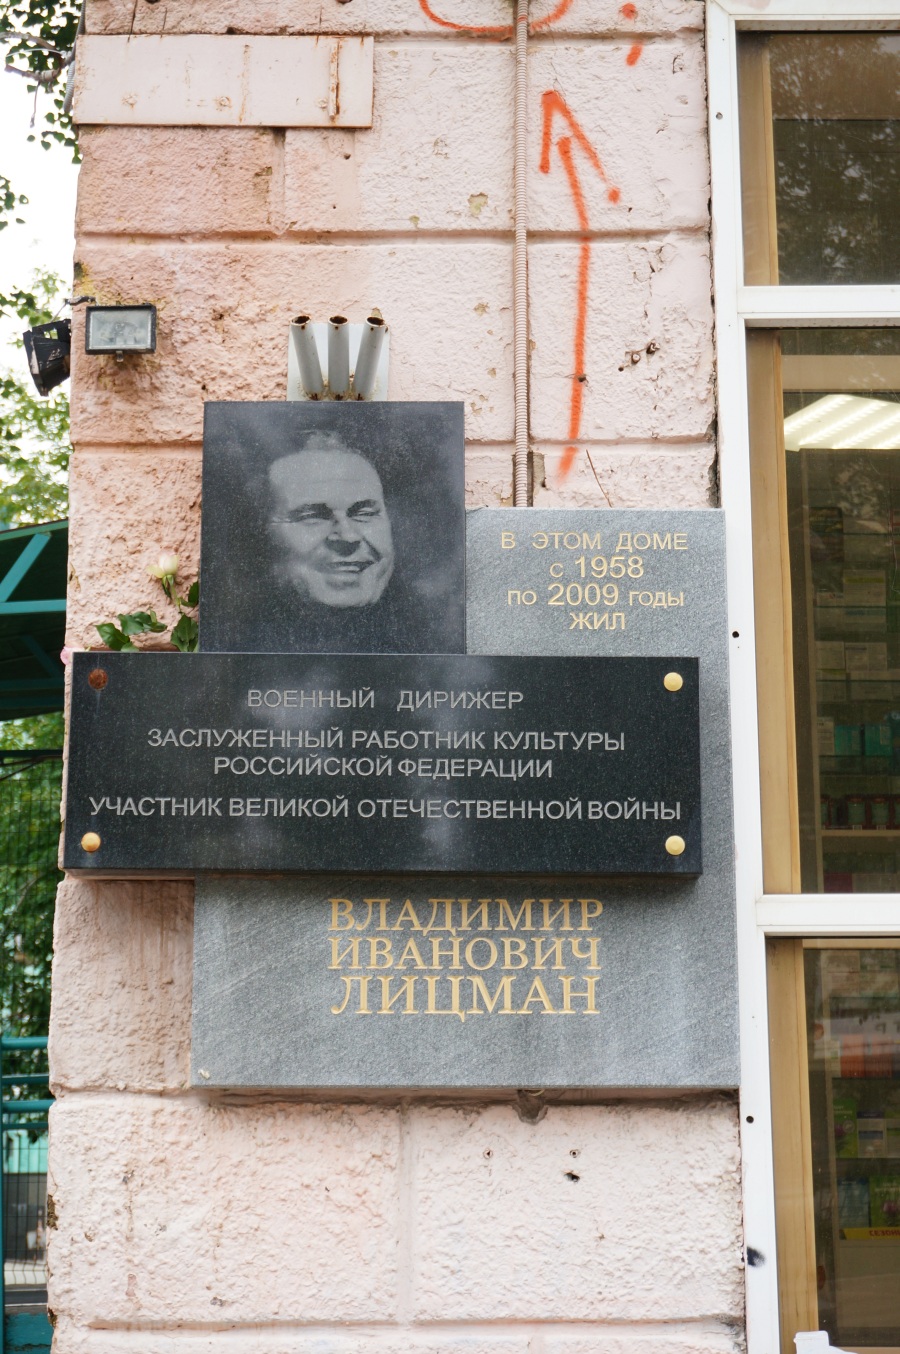 В ЭТОМ ДОМЕ
С 1958
ПО 2009 ГОДЫ
ЖИЛ
ВОЕННЫЙ ДИРИЖЕР
ЗАСЛУЖЕННЫЙ РАБОТНИК КУЛЬТУРЫ
РОССИЙСКОЙ ФЕДЕРАЦИИ
УЧАСТНИК ВЕЛИКОЙ ОТЕЧЕСТВЕННОЙ ВОЙНЫ
ВЛАДИМИР
ИВАНОВИЧ
ЛИЦМАН